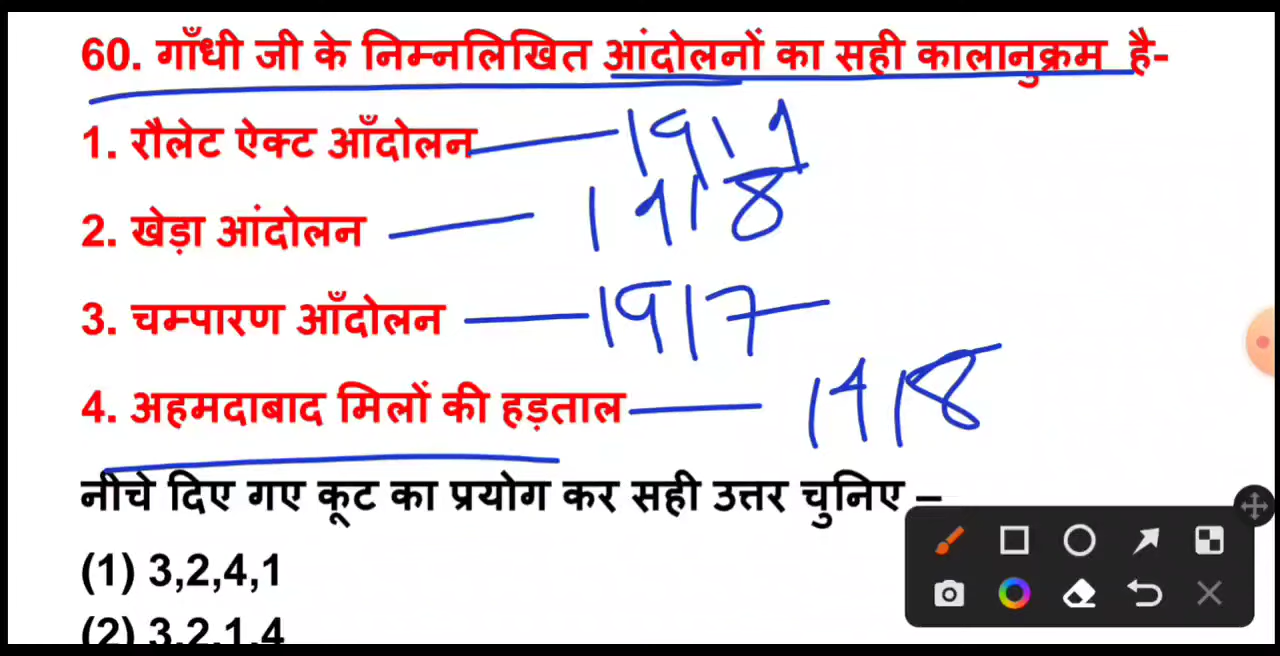 60. गाँधी जी के निम्नलिखित आंदोलनों का सही कालानुक्रम है-
1. रौलेट ऐक्ट आँदोलन 1919
2. खेड़ा आंदोलन 1918
3. चम्पारण आँदोलन 1917
4. अहमदाबाद मिलों की हड़ताल 1918
नीचे दिए गए कूट का प्रयोग कर सही उत्तर चुनिए –
(1) 3,2,4,1
(2) 3,2,1,4